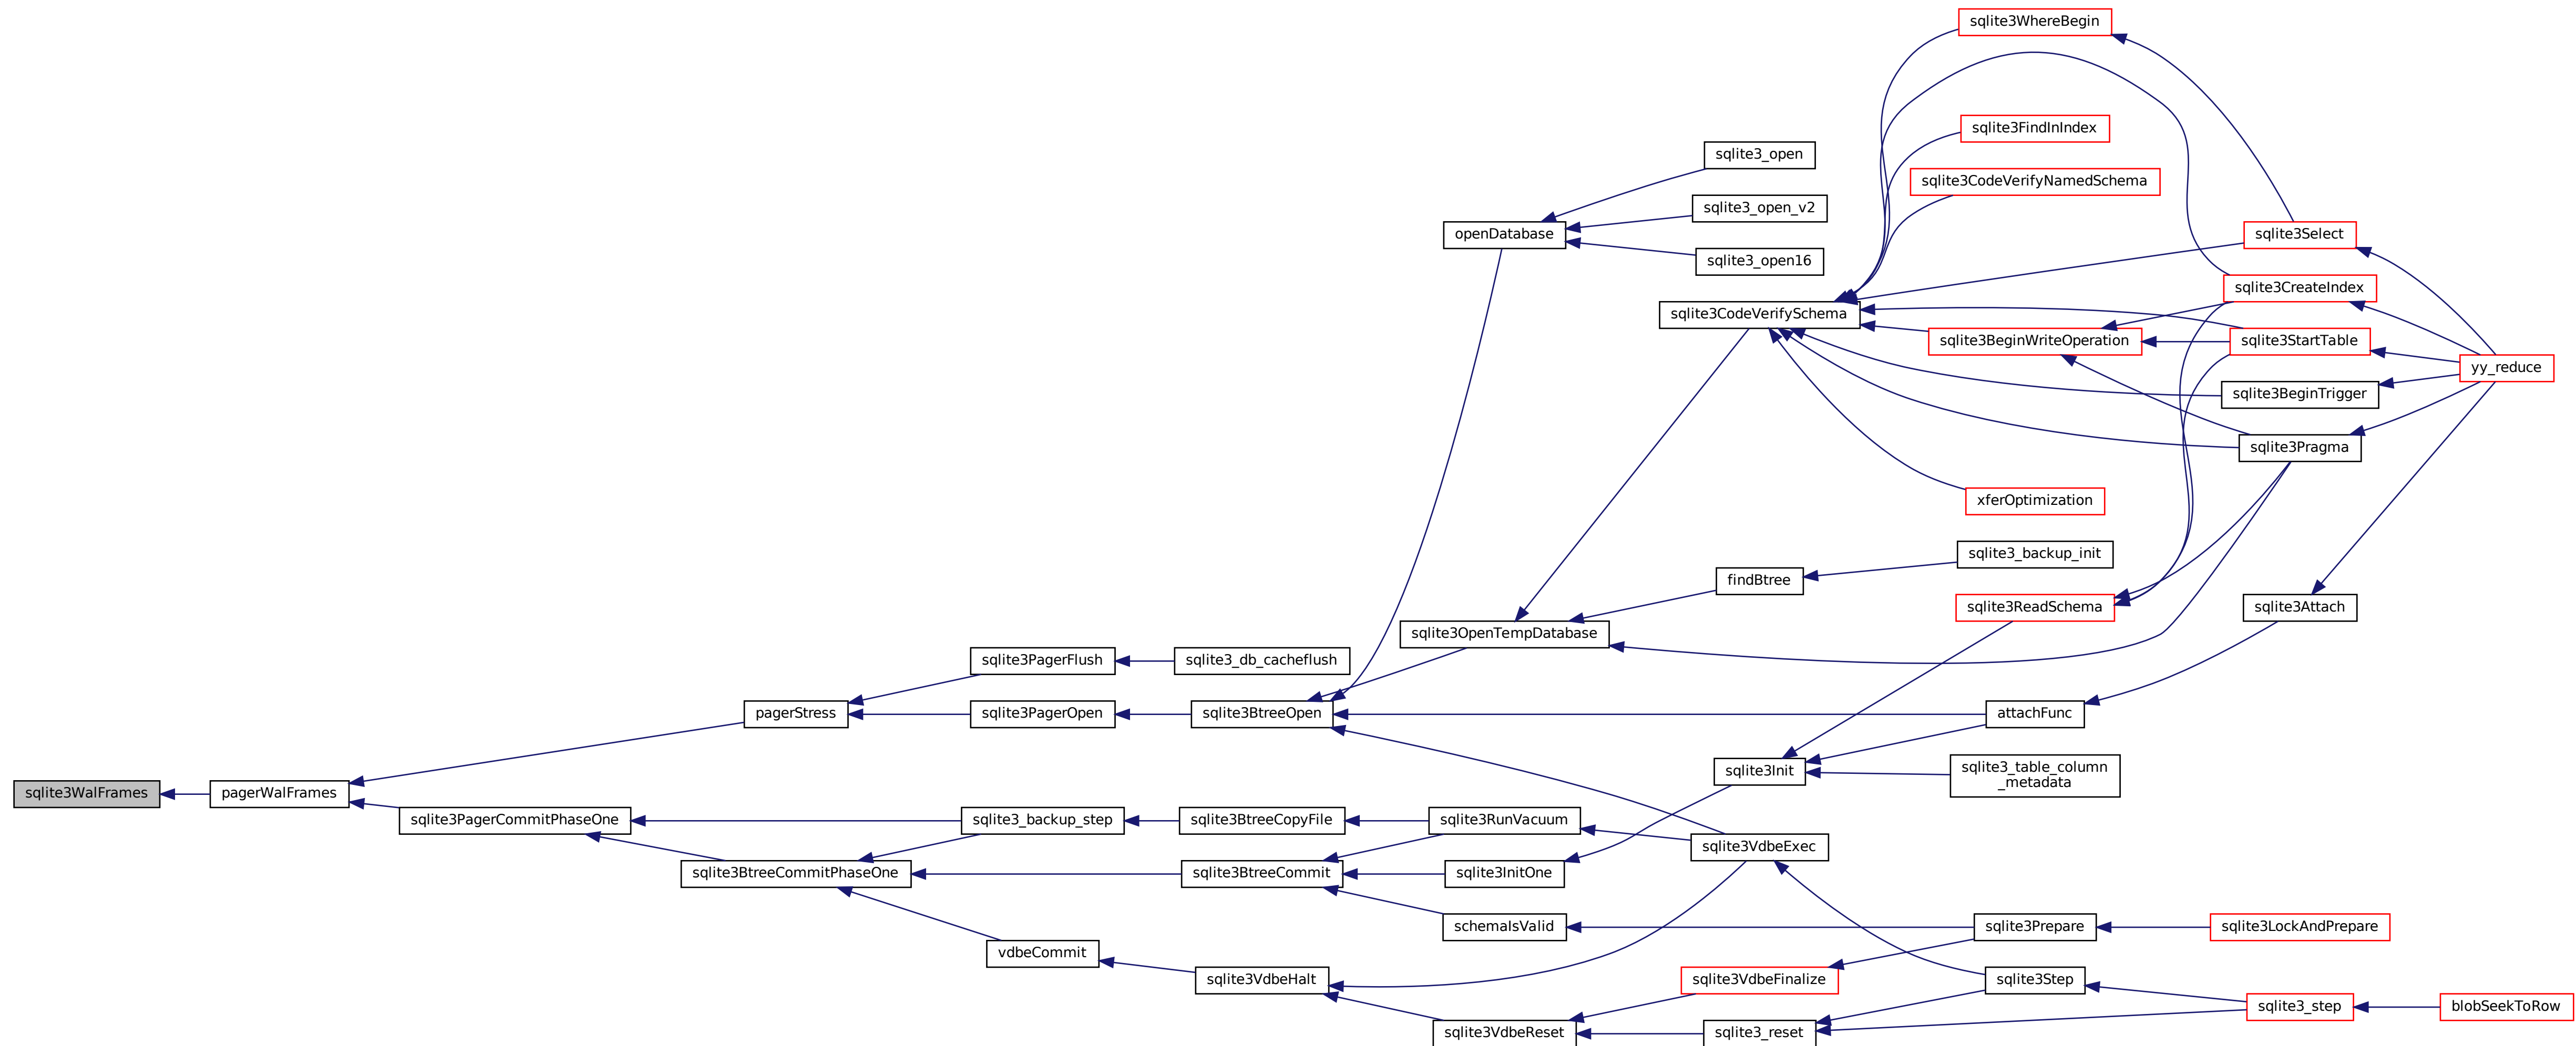 sqlite3WhereBegin
sqlite3FindInIndex
sqlite3_open
sqlite3CodeVerifyNamedSchema
sqlite3_open_v2
openDatabase
sqlite3Select
sqlite3_open16
sqlite3CreateIndex
sqlite3CodeVerifySchema
sqlite3BeginWriteOperation
sqlite3StartTable
yy_reduce
sqlite3BeginTrigger
sqlite3Pragma
xferOptimization
sqlite3_backup_init
findBtree
sqlite3ReadSchema
sqlite3Attach
sqlite3OpenTempDatabase
sqlite3PagerFlush
sqlite3_db_cacheflush
pagerStress
sqlite3PagerOpen
sqlite3BtreeOpen
attachFunc
sqlite3Init
sqlite3_table_column
_metadata
sqlite3WalFrames
pagerWalFrames
sqlite3PagerCommitPhaseOne
sqlite3_backup_step
sqlite3BtreeCopyFile
sqlite3RunVacuum
sqlite3VdbeExec
sqlite3BtreeCommitPhaseOne
sqlite3BtreeCommit
sqlite3InitOne
schemaIsValid
sqlite3Prepare
sqlite3LockAndPrepare
vdbeCommit
sqlite3VdbeHalt
sqlite3VdbeFinalize
sqlite3Step
sqlite3_step
blobSeekToRow
sqlite3VdbeReset
sqlite3_reset